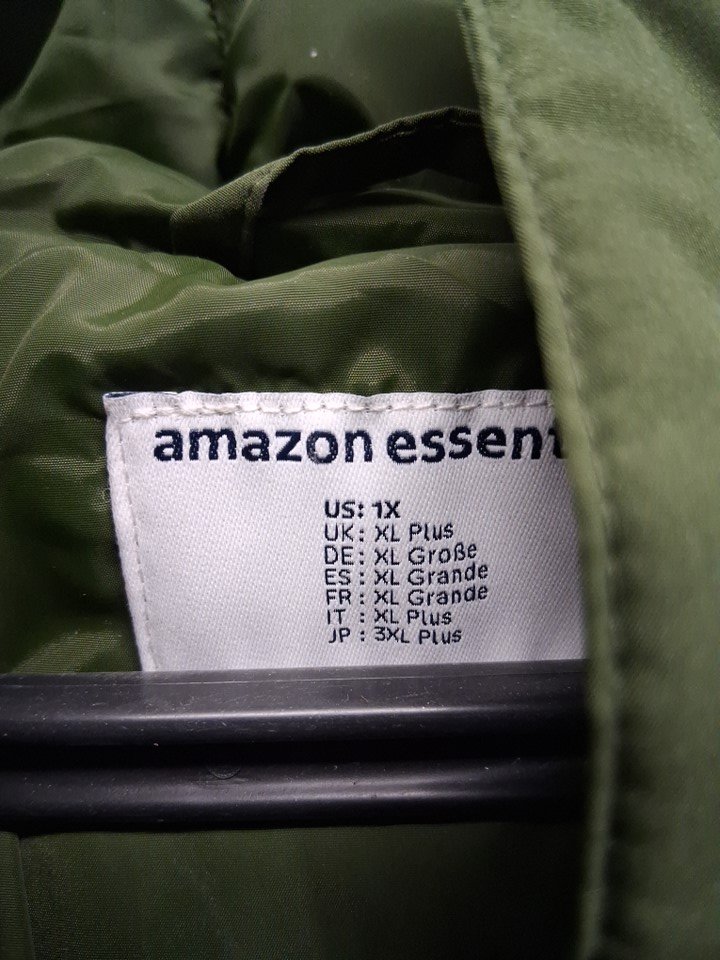 amazon essent
US: 1X
UK: XL Plus
DE: XL Große
ES: XL Grande
FR: XL Grande
IT : XL Plus
JP : 3XL Plus